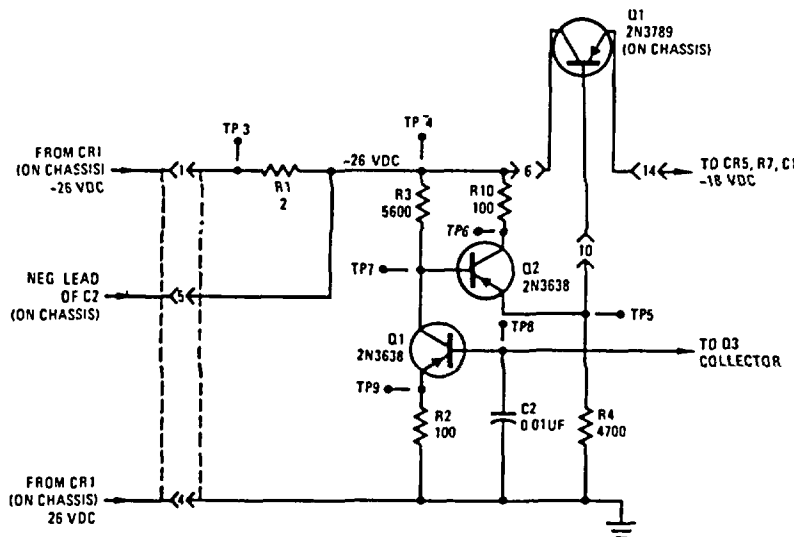 Q1
2N3789
(ON CHASSIS)
TP 3
TP 4
FROM CR1
(ON CHASSIS)
-26 VDC
1
R1
2
-26 VDC
6
14
TO CR5, R7, C1
-18 VDC
R3
5600
R10
100
TP6
10
TP7
Q2
2N3638
NEG LEAD
OF C2
(ON CHASSIS)
5
TP5
TP8
Q1
2N3638
TO Q3
COLLECTOR
TP9
R2
100
C2
0.01UF
R4
4700
FROM CR1
(ON CHASSIS)
26 VDC
4